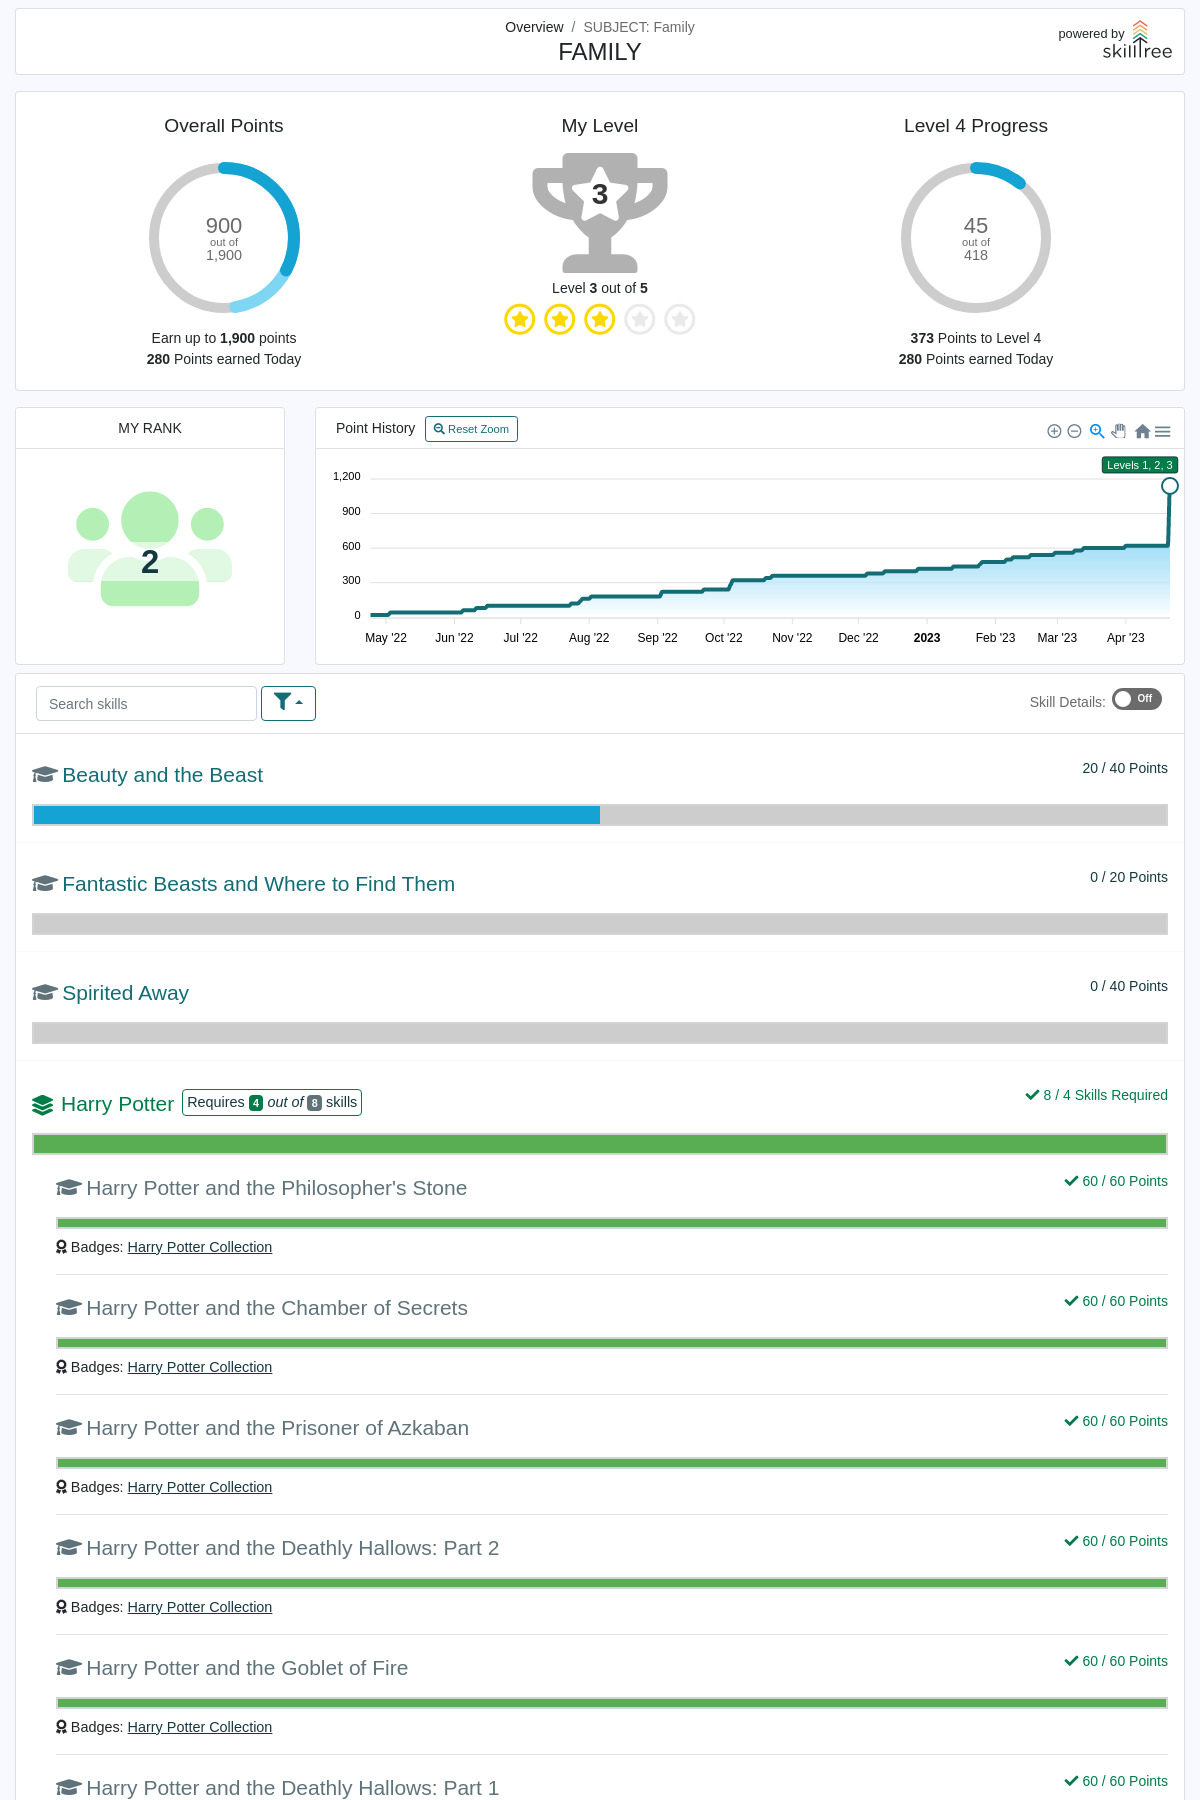 Overview / SUBJECT: Family
FAMILY
powered by
skilltree
Overall Points
900
out of
1,900
Earn up to 1,900 points
280 Points earned Today
My Level
3
Level 3 out of 5
Level 4 Progress
45
out of
418
373 Points to Level 4
280 Points earned Today
MY RANK
2
Point History
Reset Zoom
Levels 1, 2, 3
1,200
900
600
300
0
May '22 Jun '22 Jul '22 Aug '22 Sep '22 Oct '22 Nov '22 Dec '22 2023 Feb '23 Mar '23 Apr '23
Search skills
Skill Details: Off
Beauty and the Beast 20 / 40 Points
Fantastic Beasts and Where to Find Them 0 / 20 Points
Spirited Away 0 / 40 Points
Harry Potter Requires 4 out of 8 skills 8 / 4 Skills Required
Harry Potter and the Philosopher's Stone 60 / 60 Points
Badges: Harry Potter Collection
Harry Potter and the Chamber of Secrets 60 / 60 Points
Badges: Harry Potter Collection
Harry Potter and the Prisoner of Azkaban 60 / 60 Points
Badges: Harry Potter Collection
Harry Potter and the Deathly Hallows: Part 2 60 / 60 Points
Badges: Harry Potter Collection
Harry Potter and the Goblet of Fire 60 / 60 Points
Badges: Harry Potter Collection
Harry Potter and the Deathly Hallows: Part 1 60 / 60 Points